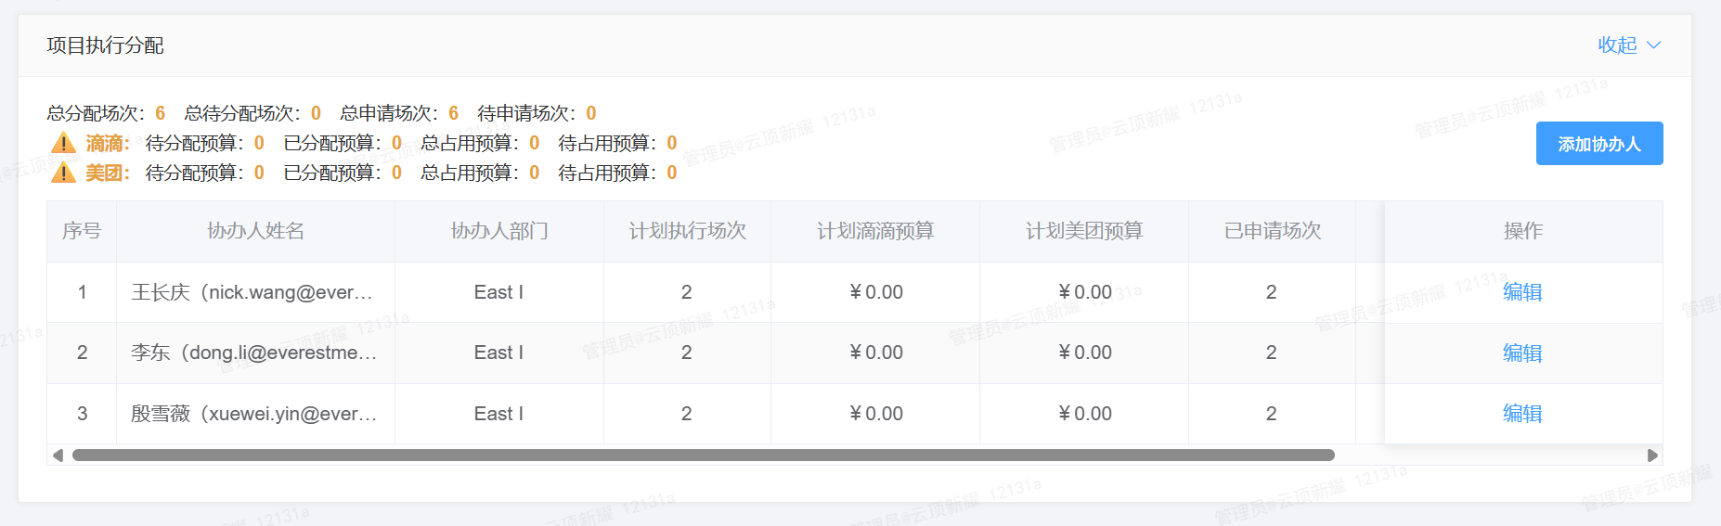 项目执行分配
收起
总分配场次：6 总待分配场次：0 总申请场次：6 待申请场次：0
滴滴： 待分配预算：0 已分配预算：0 总占用预算：0 待占用预算：0
添加协办人
美团： 待分配预算：0 已分配预算：0 总占用预算：0 待占用预算：0
序号 协办人姓名 协办人部门 计划执行场次 计划滴滴预算 计划美团预算 已申请场次 操作
1 王长庆（nick.wang@ever... East I 2 ¥0.00 ¥0.00 2 编辑
2 李东（dong.li@everestme... East I 2 ¥0.00 ¥0.00 2 编辑
3 殷雪薇（xuewei.yin@ever... East I 2 ¥0.00 ¥0.00 2 编辑
管理员@云顶新耀 12131a